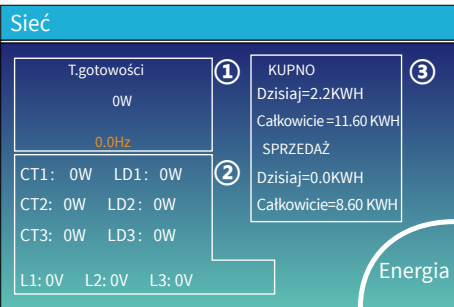 Sieć
T.gotowości
0W
0.0Hz
①
CT1: 0W LD1: 0W
CT2: 0W LD2: 0W
CT3: 0W LD3: 0W
L1: 0V L2: 0V L3: 0V
②
KUPNO
Dzisiaj=2.2KWH
Całkowicie=11.60 KWH
SPRZEDAŻ
Dzisiaj=0.0KWH
Całkowicie=8.60 KWH
③
Energia